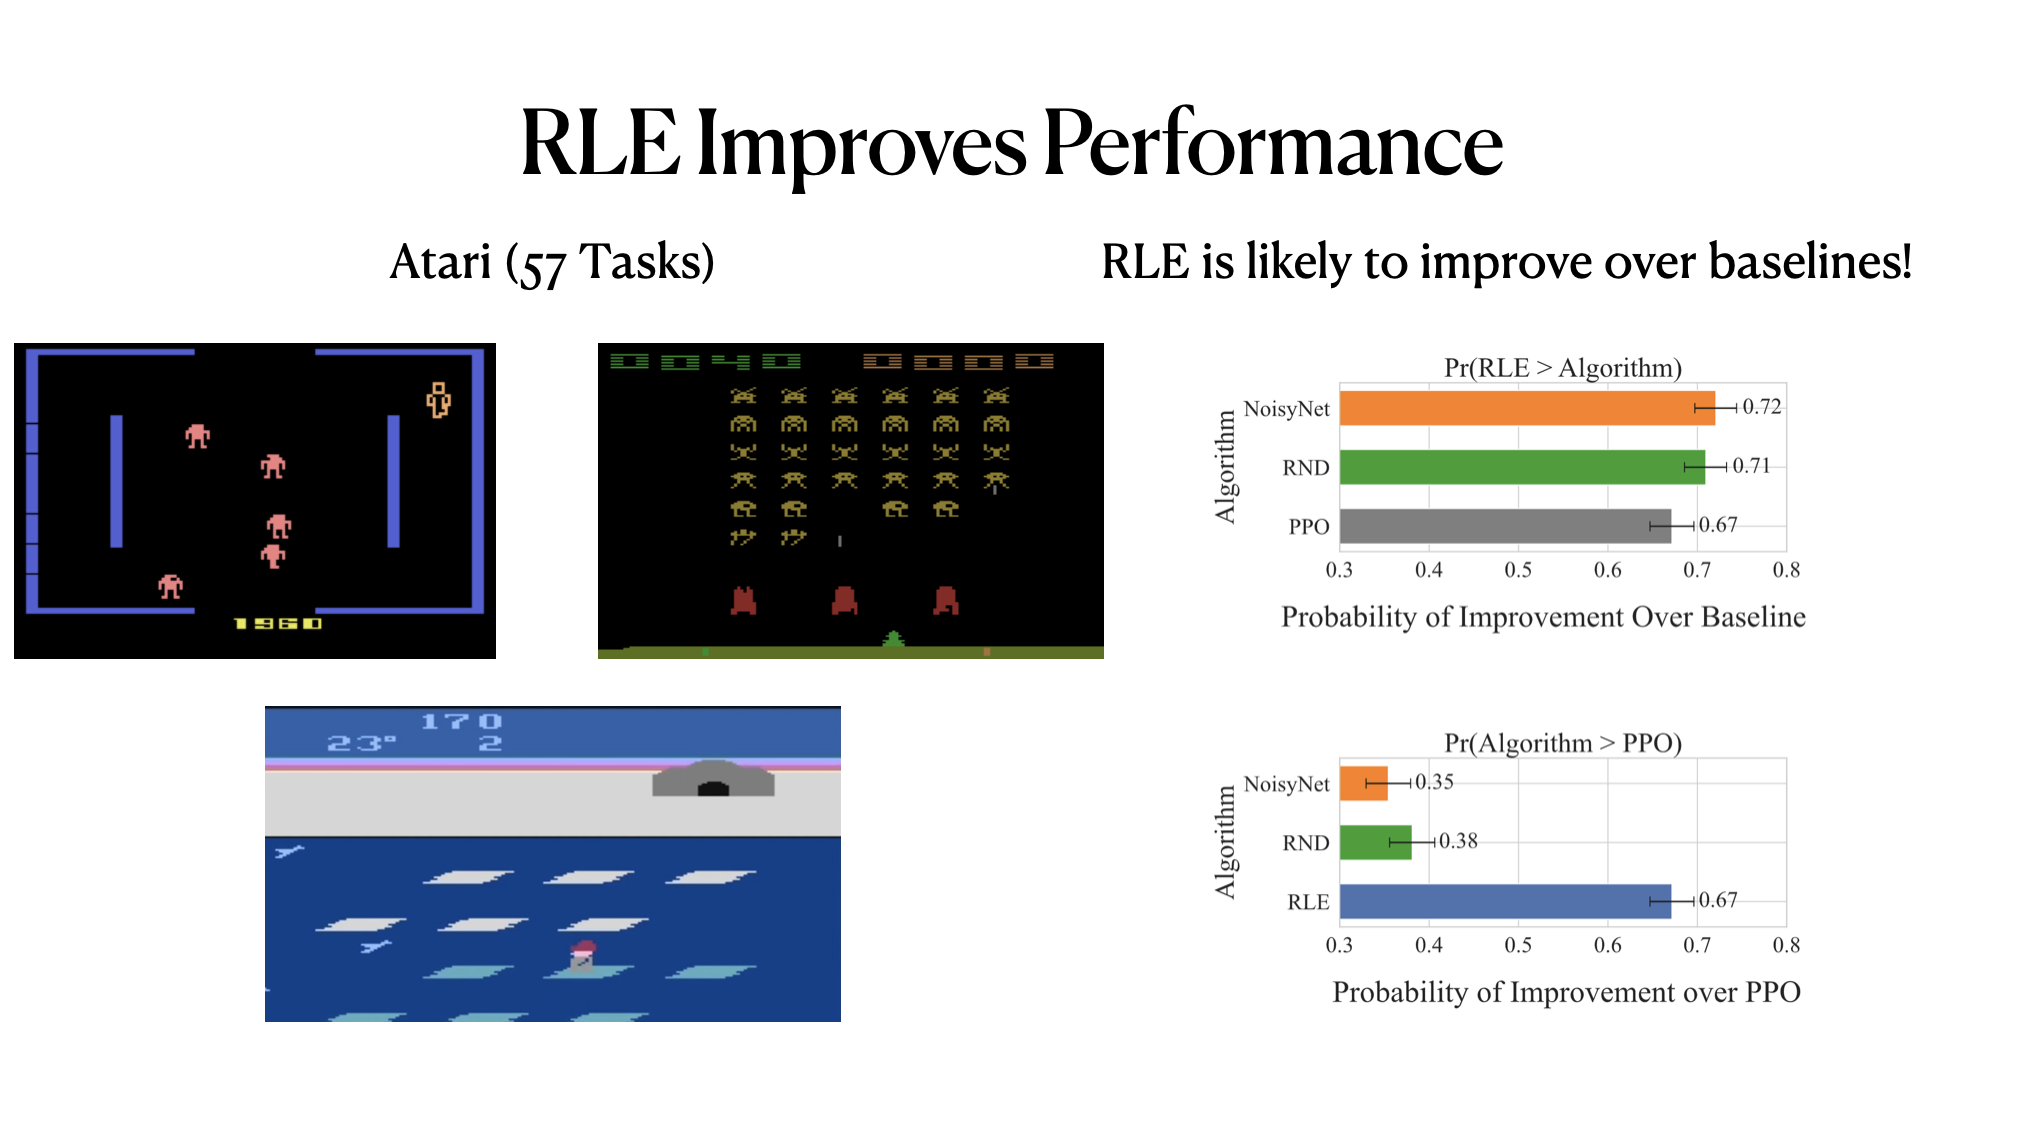 RLE Improves Performance
Atari (57 Tasks)
RLE is likely to improve over baselines!
1960
0040 0000
170
23° 2
Pr(RLE > Algorithm)
Algorithm
NoisyNet 0.72
RND 0.71
PPO 0.67
0.3 0.4 0.5 0.6 0.7 0.8
Probability of Improvement Over Baseline
Pr(Algorithm > PPO)
Algorithm
NoisyNet 0.35
RND 0.38
RLE 0.67
0.3 0.4 0.5 0.6 0.7 0.8
Probability of Improvement over PPO